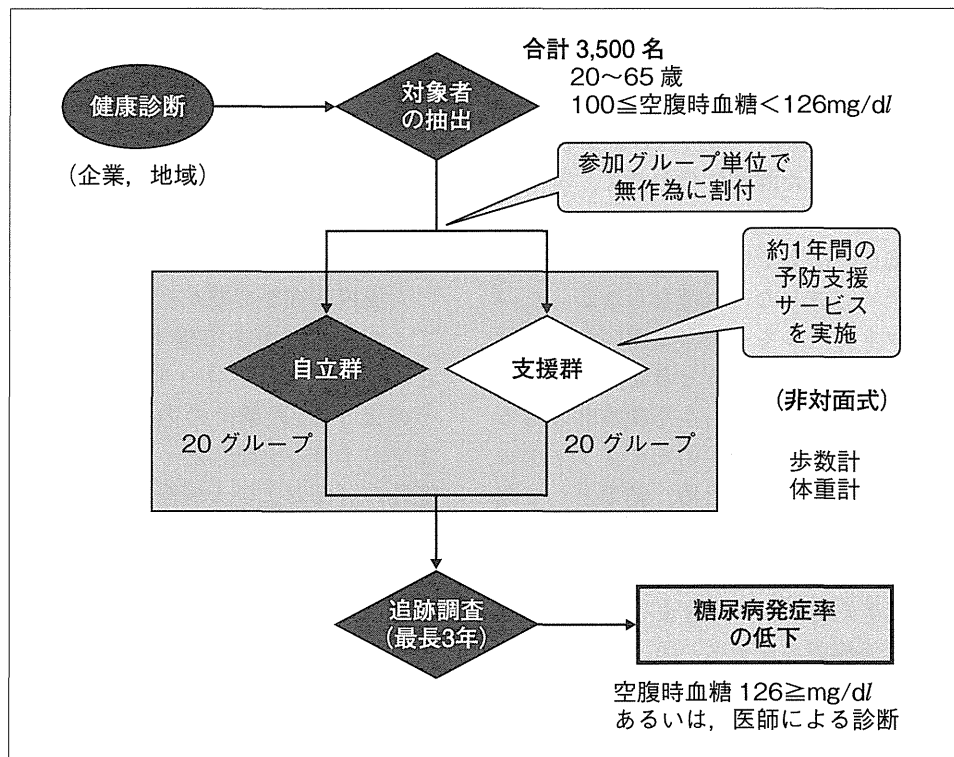 合計 3,500 名
20～65 歳
100≦空腹時血糖＜126mg/dl
健康診断
対象者
の抽出
(企業，地域)
参加グループ単位で
無作為に割付
約1年間の
予防支援
サービス
を実施
自立群
支援群
(非対面式)
20 グループ
20 グループ
歩数計
体重計
追跡調査
(最長3年)
糖尿病発症率
の低下
空腹時血糖 126≧mg/dl
あるいは，医師による診断